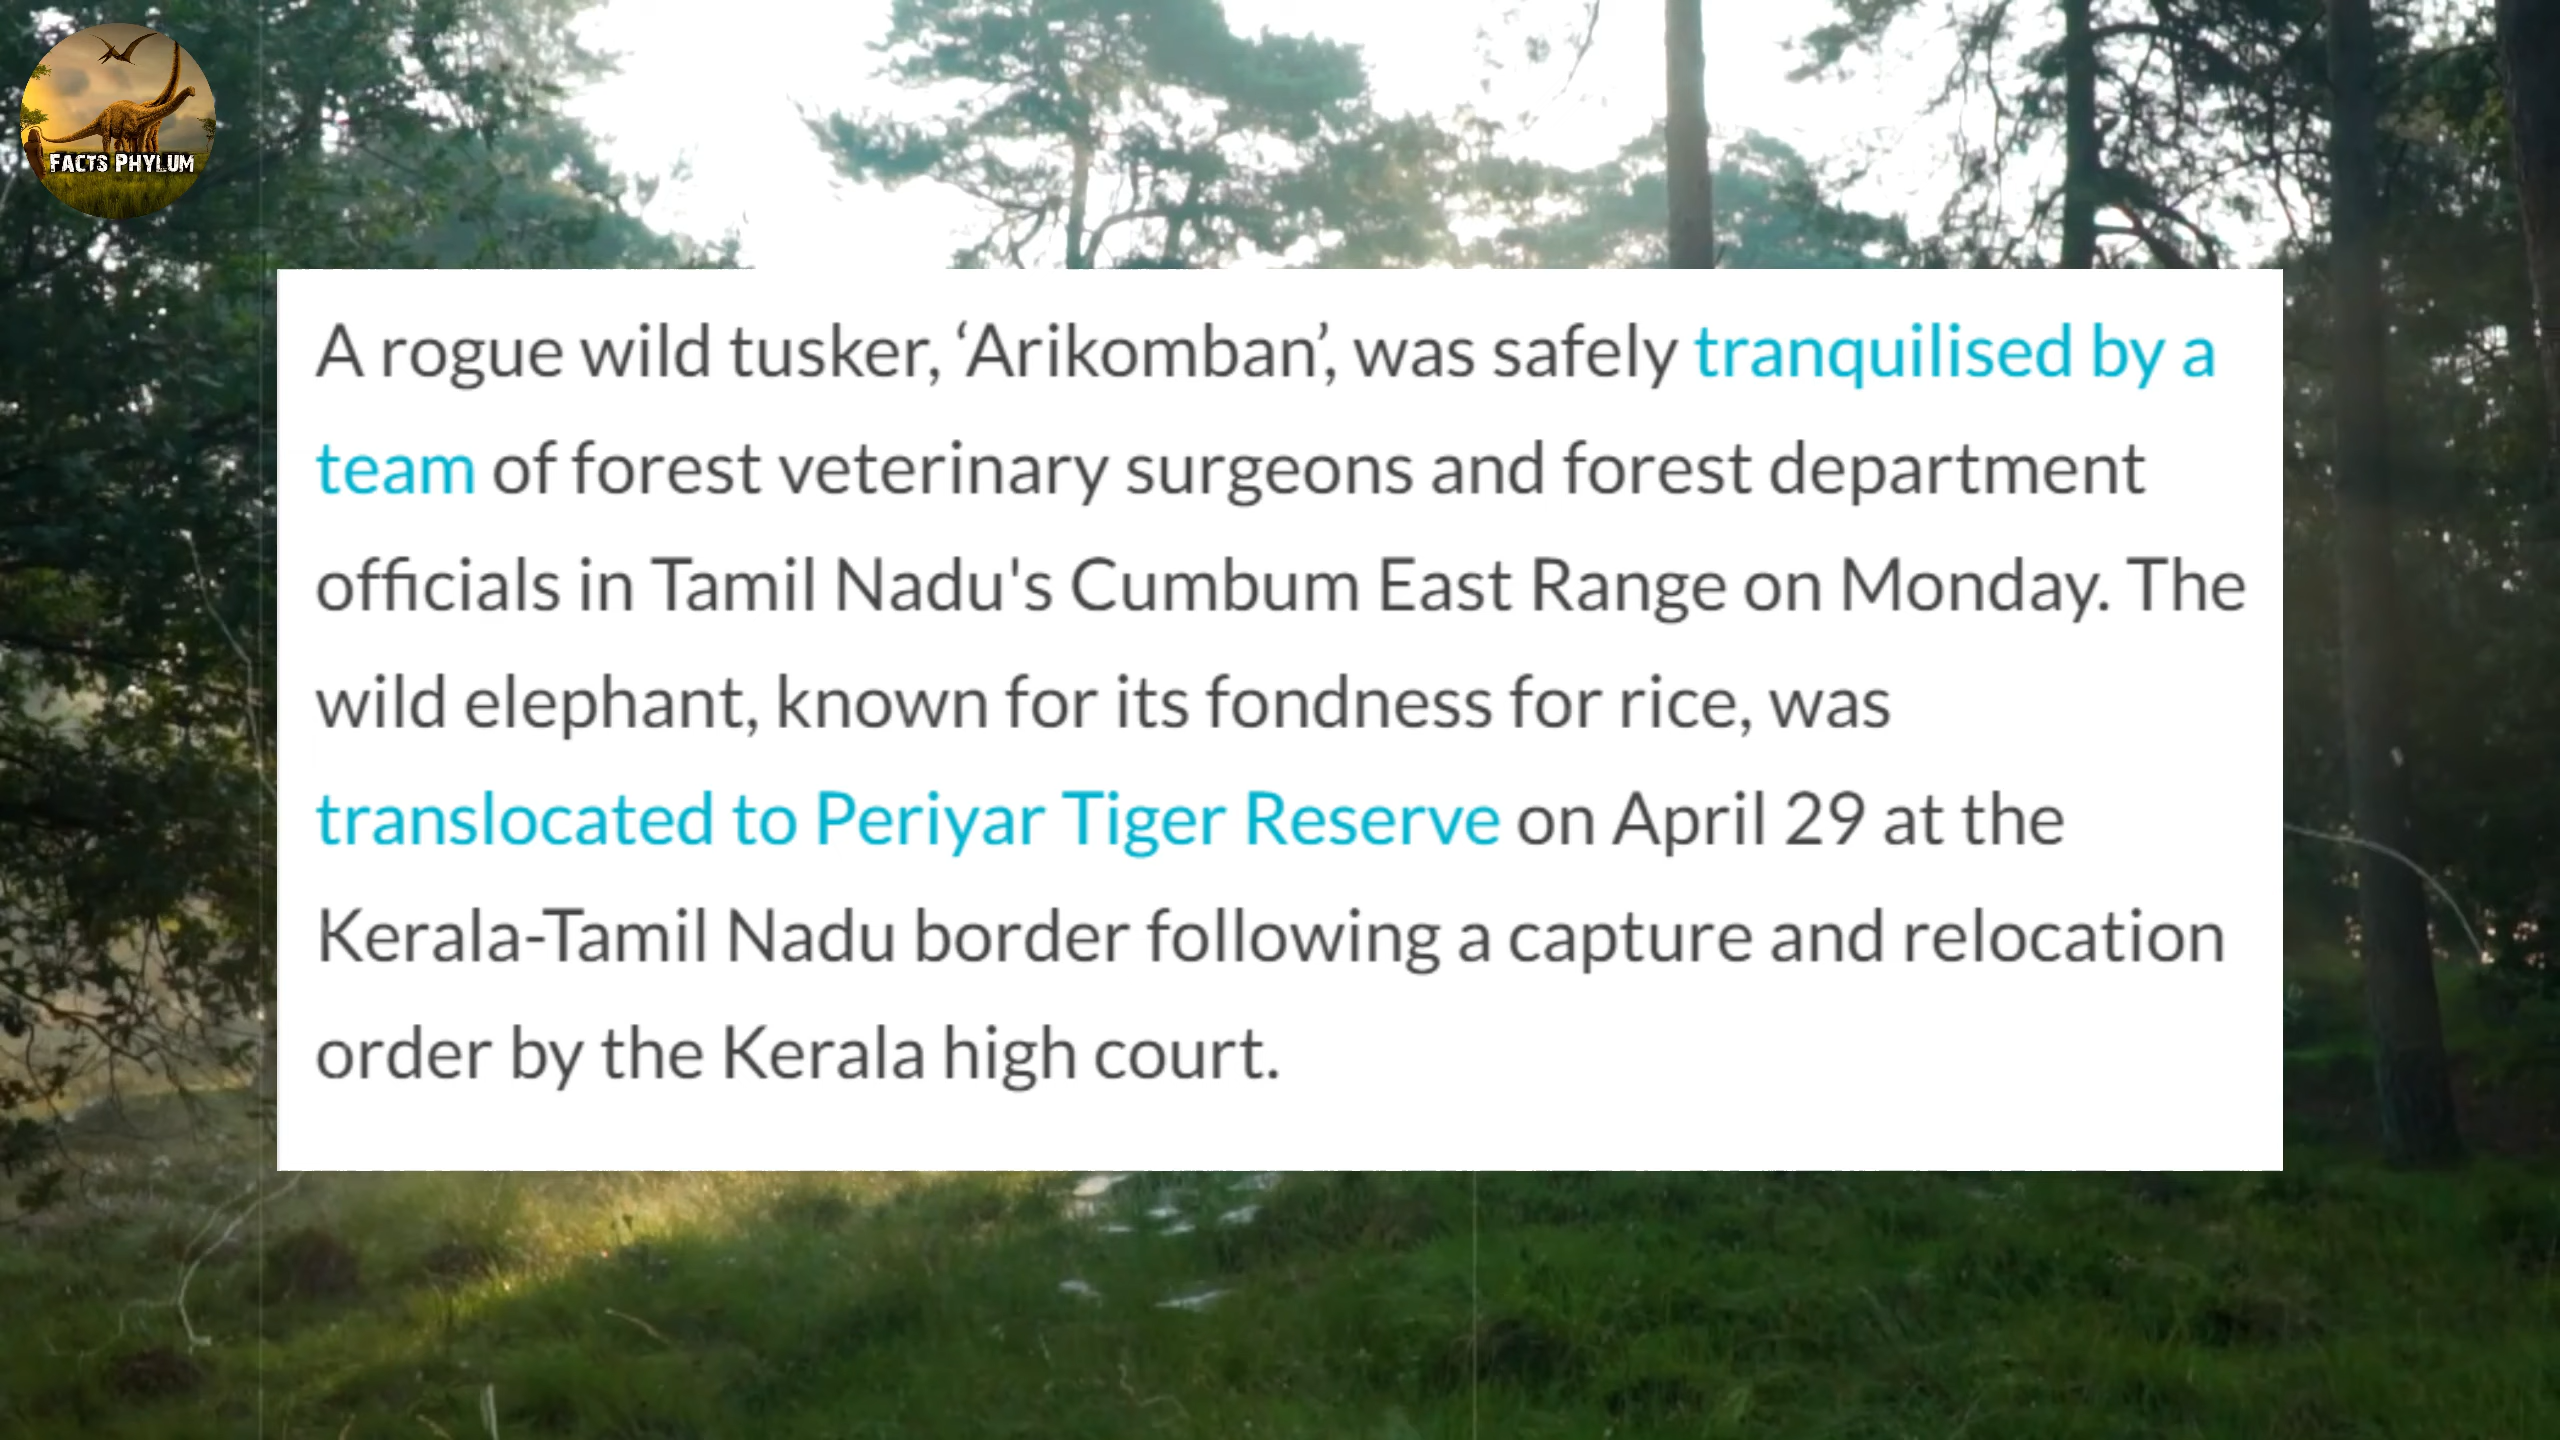 FACTS PHYLUM
A rogue wild tusker, ‘Arikomban’, was safely tranquilised by a
team of forest veterinary surgeons and forest department
officials in Tamil Nadu's Cumbum East Range on Monday. The
wild elephant, known for its fondness for rice, was
translocated to Periyar Tiger Reserve on April 29 at the
Kerala-Tamil Nadu border following a capture and relocation
order by the Kerala high court.